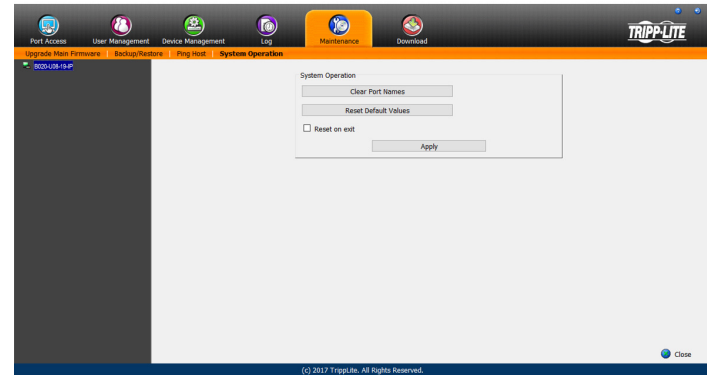 TRIPP·LITE
Port Access User Management Device Management Log Maintenance Download
Upgrade Main Firmware | Backup/Restore | Ping Host | System Operation
B020-U08-19-IP
System Operation
Clear Port Names
Reset Default Values
Reset on exit
Apply
Close
(c) 2017 TrippLite. All Rights Reserved.